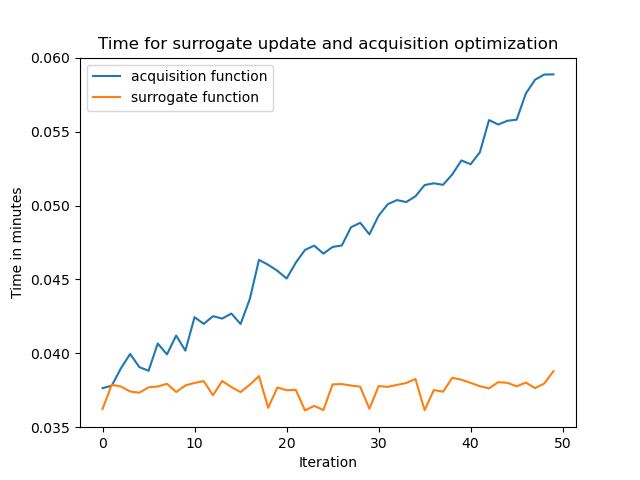 Time for surrogate update and acquisition optimization
acquisition function
surrogate function
Time in minutes
0.060
0.055
0.050
0.045
0.040
0.035
0 10 20 30 40 50
Iteration